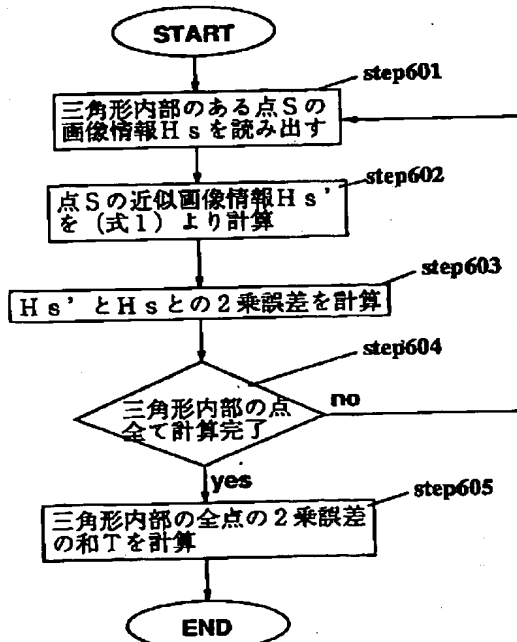 START
step601
三角形内部のある点Sの
画像情報Hsを読み出す
step602
点Sの近似画像情報Hs'
を(式1)より計算
step603
Hs'とHsとの2乗誤差を計算
step604
三角形内部の点
全て計算完了
no
yes
step605
三角形内部の全点の2乗誤差
の和Tを計算
END